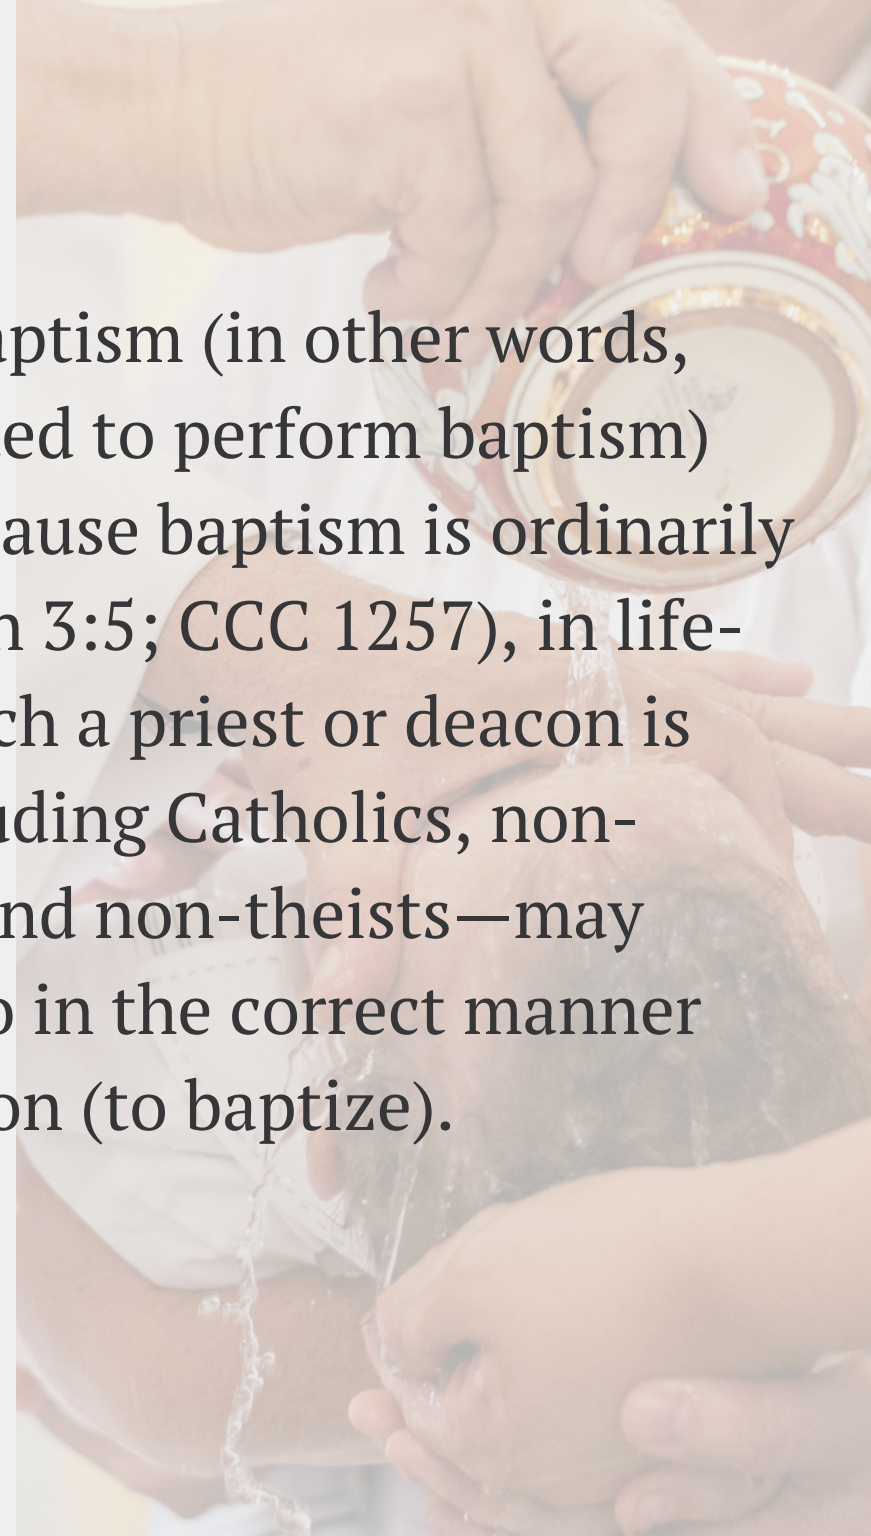 aptism (in other words,
ed to perform baptism)
ause baptism is ordinarily
3:5; CCC 1257), in life-
ch a priest or deacon is
uding Catholics, non-
nd non-theists—may
in the correct manner
on (to baptize).